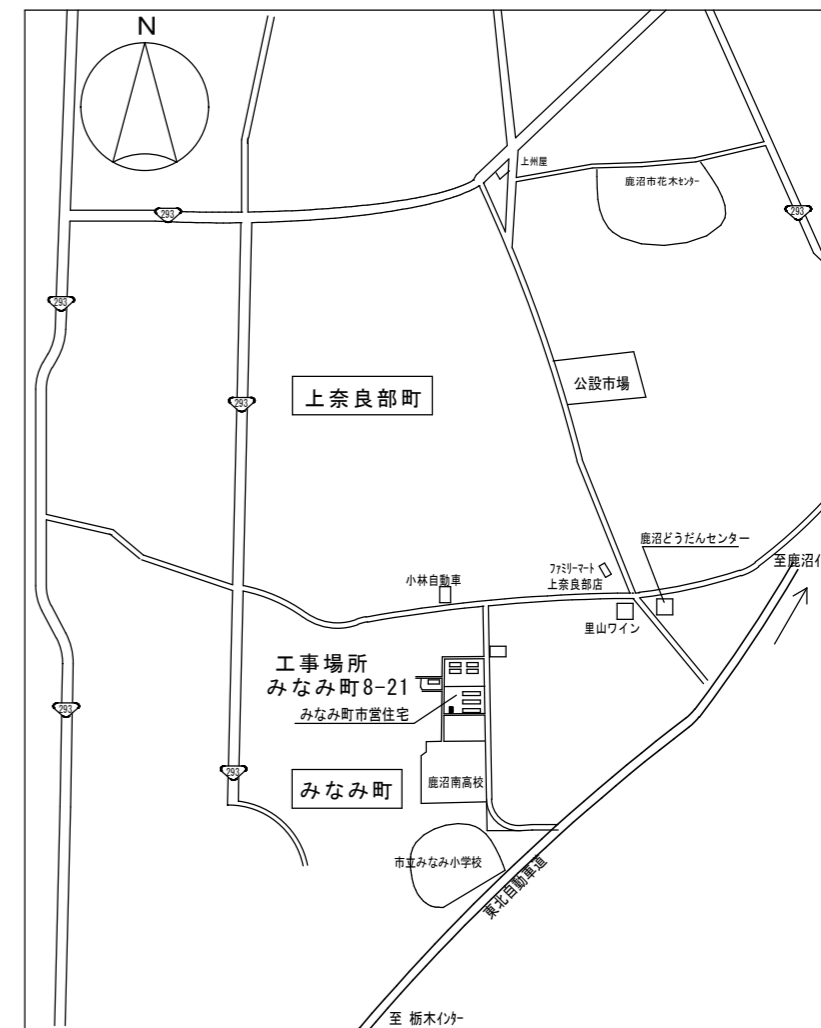 N
上州屋
鹿沼市花木ｾﾝﾀｰ
293
293
293
公設市場
上奈良部町
293
鹿沼どうだんセンター
ﾌｧﾐﾘｰﾏｰﾄ
上奈良部店
至鹿沼ｲ
小林自動車
里山ワイン
工事場所
みなみ町8-21
みなみ町市営住宅
293
293
みなみ町
鹿沼南高校
市立みなみ小学校
東北自動車道
至 栃木ｲﾝﾀｰ